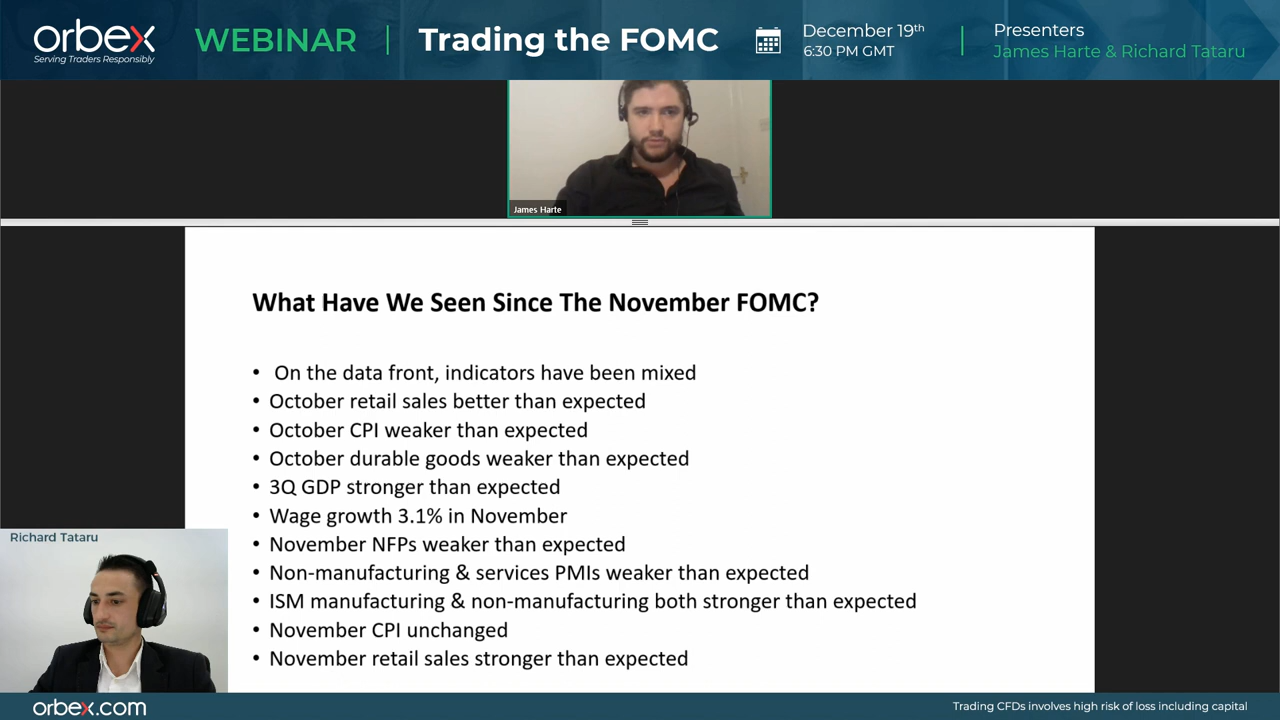 orbex
Serving Traders Responsibly
WEBINAR
Trading the FOMC
December 19th
6:30 PM GMT
Presenters
James Harte & Richard Tataru
James Harte
What Have We Seen Since The November FOMC?
• On the data front, indicators have been mixed
• October retail sales better than expected
• October CPI weaker than expected
• October durable goods weaker than expected
• 3Q GDP stronger than expected
• Wage growth 3.1% in November
• November NFPs weaker than expected
• Non-manufacturing & services PMIs weaker than expected
• ISM manufacturing & non-manufacturing both stronger than expected
• November CPI unchanged
• November retail sales stronger than expected
Richard Tataru
orbex.com
Trading CFDs involves high risk of loss including capital